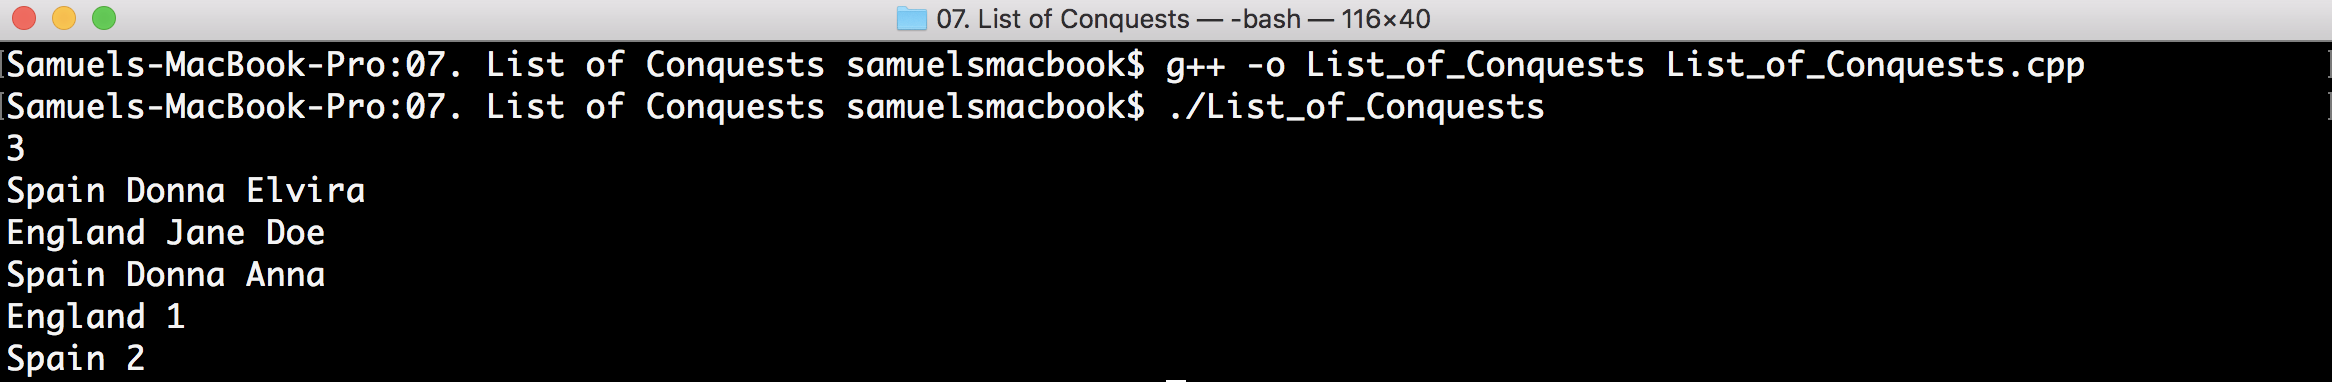 07. List of Conquests — -bash — 116×40
Samuels-MacBook-Pro:07. List of Conquests samuelsmacbook$ g++ -o List_of_Conquests List_of_Conquests.cpp
Samuels-MacBook-Pro:07. List of Conquests samuelsmacbook$ ./List_of_Conquests
3
Spain Donna Elvira
England Jane Doe
Spain Donna Anna
England 1
Spain 2